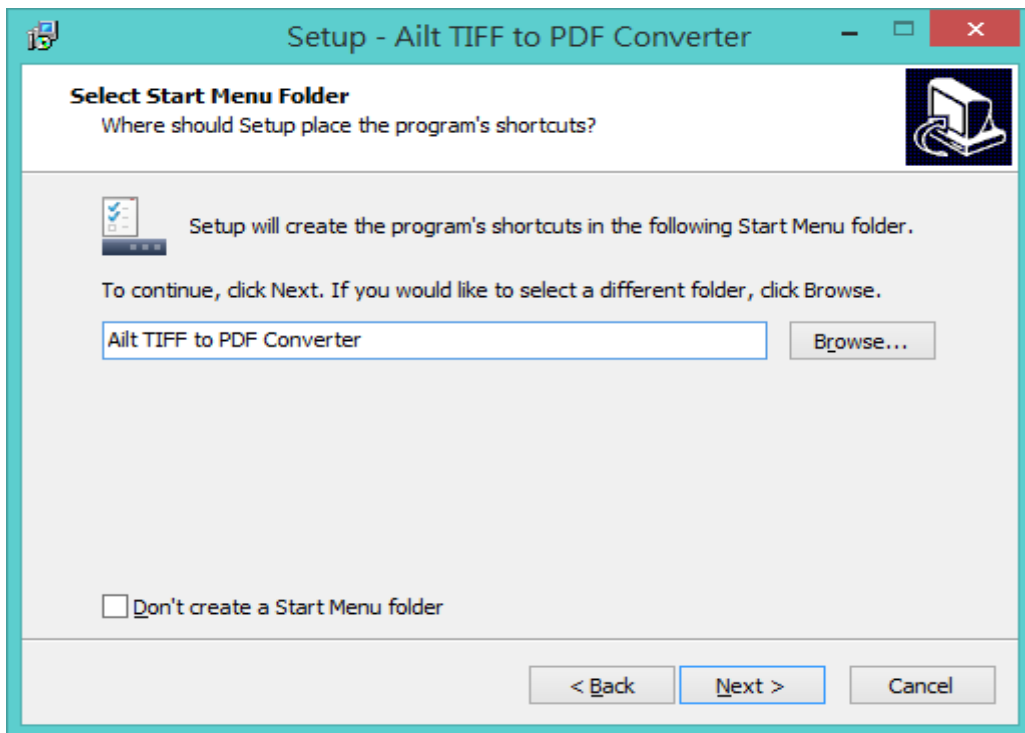 Setup - Ailt TIFF to PDF Converter
Select Start Menu Folder
Where should Setup place the program's shortcuts?
Setup will create the program's shortcuts in the following Start Menu folder.
To continue, click Next. If you would like to select a different folder, click Browse.
Ailt TIFF to PDF Converter
Browse...
Don't create a Start Menu folder
< Back
Next >
Cancel